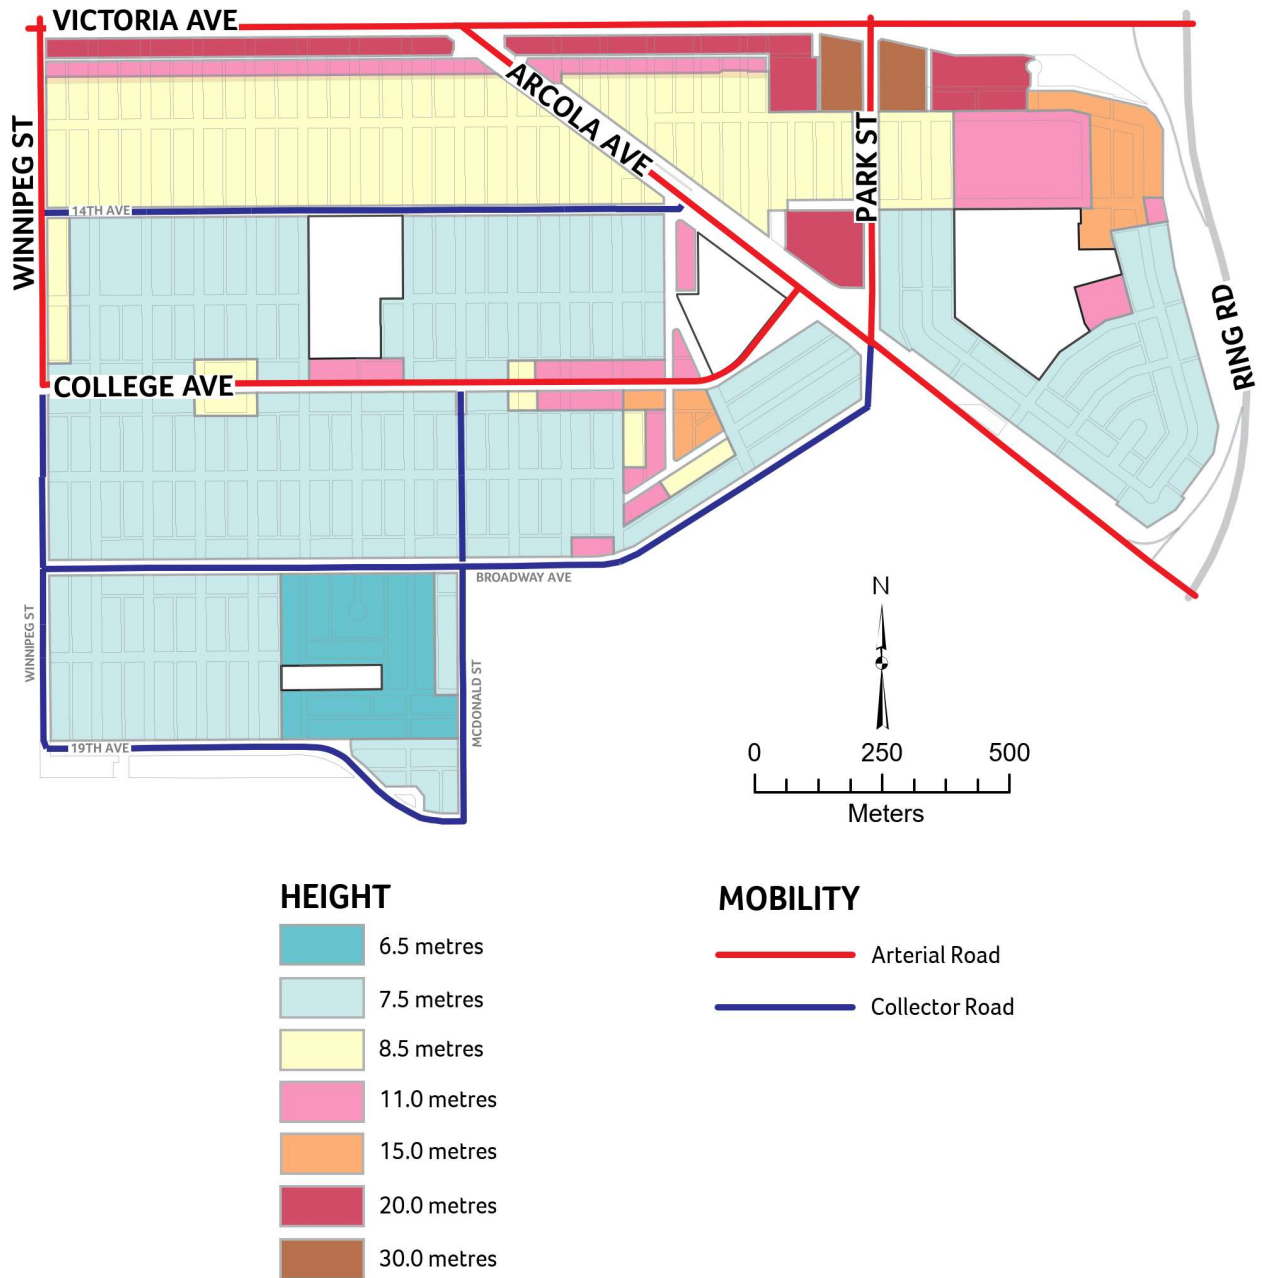 VICTORIA AVE
ARCOLA AVE
WINNIPEG ST
PARK ST
14TH AVE
RING RD
COLLEGE AVE
BROADWAY AVE
WINNIPEG ST
MCDONALD ST
19TH AVE
N
0 250 500
Meters
HEIGHT
6.5 metres
7.5 metres
8.5 metres
11.0 metres
15.0 metres
20.0 metres
30.0 metres
MOBILITY
Arterial Road
Collector Road